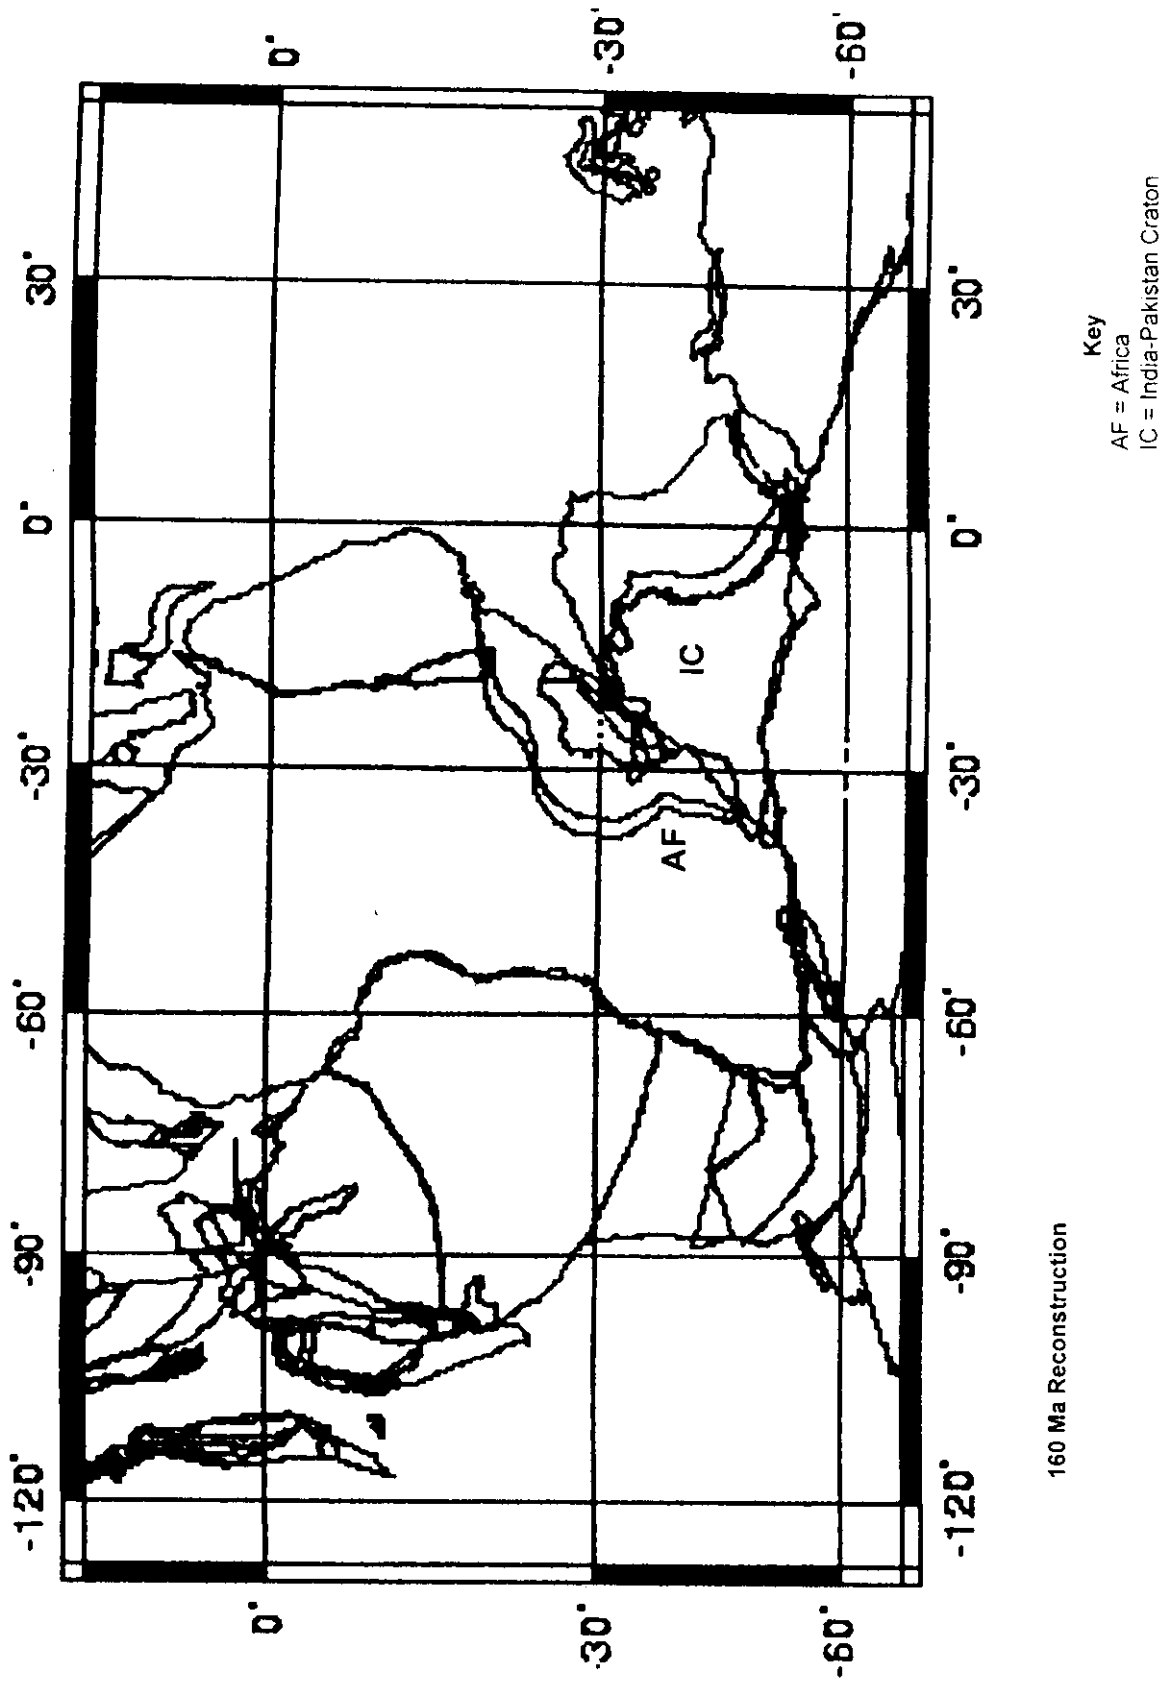 -120° -90° -60° -30° 0° 30°
0° 0°
-30° -30°
AF IC
-60° -60°
-120° -90° -60° -30° 0° 30°
160 Ma Reconstruction
Key
AF = Africa
IC = India-Pakistan Craton